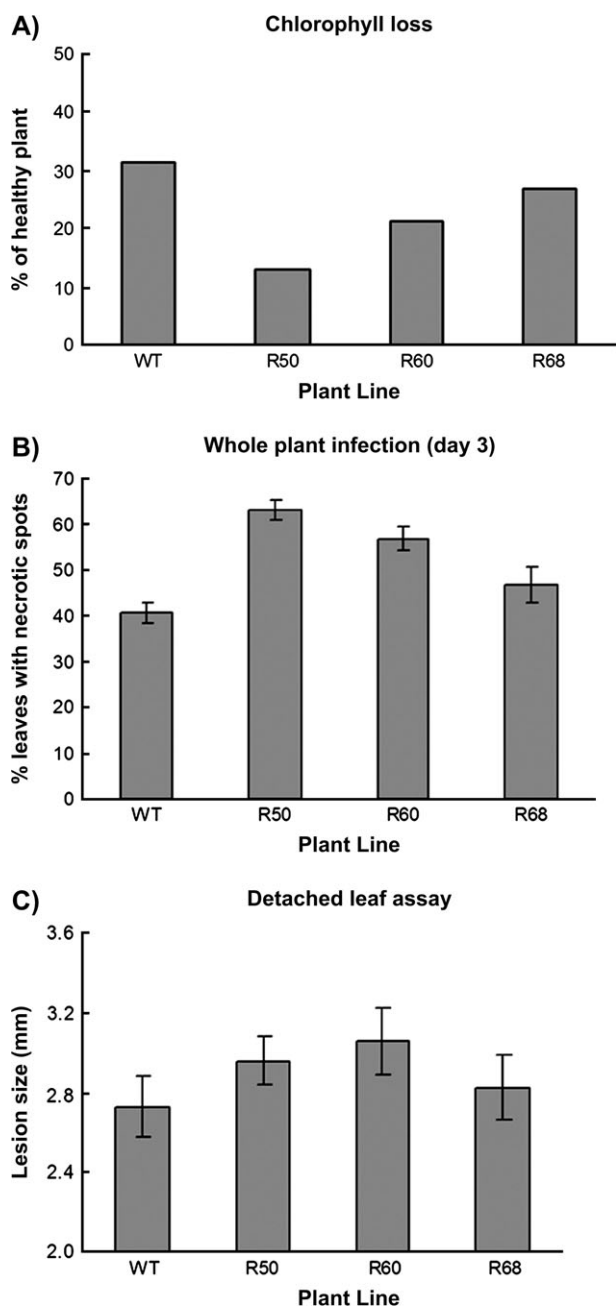 A)
Chlorophyll loss
% of healthy plant
50
40
30
20
10
0
WT R50 R60 R68
Plant Line
B)
Whole plant infection (day 3)
% leaves with necrotic spots
70
60
50
40
30
20
10
0
WT R50 R60 R68
Plant Line
C)
Detached leaf assay
Lesion size (mm)
3.6
3.2
2.8
2.4
2.0
WT R50 R60 R68
Plant Line